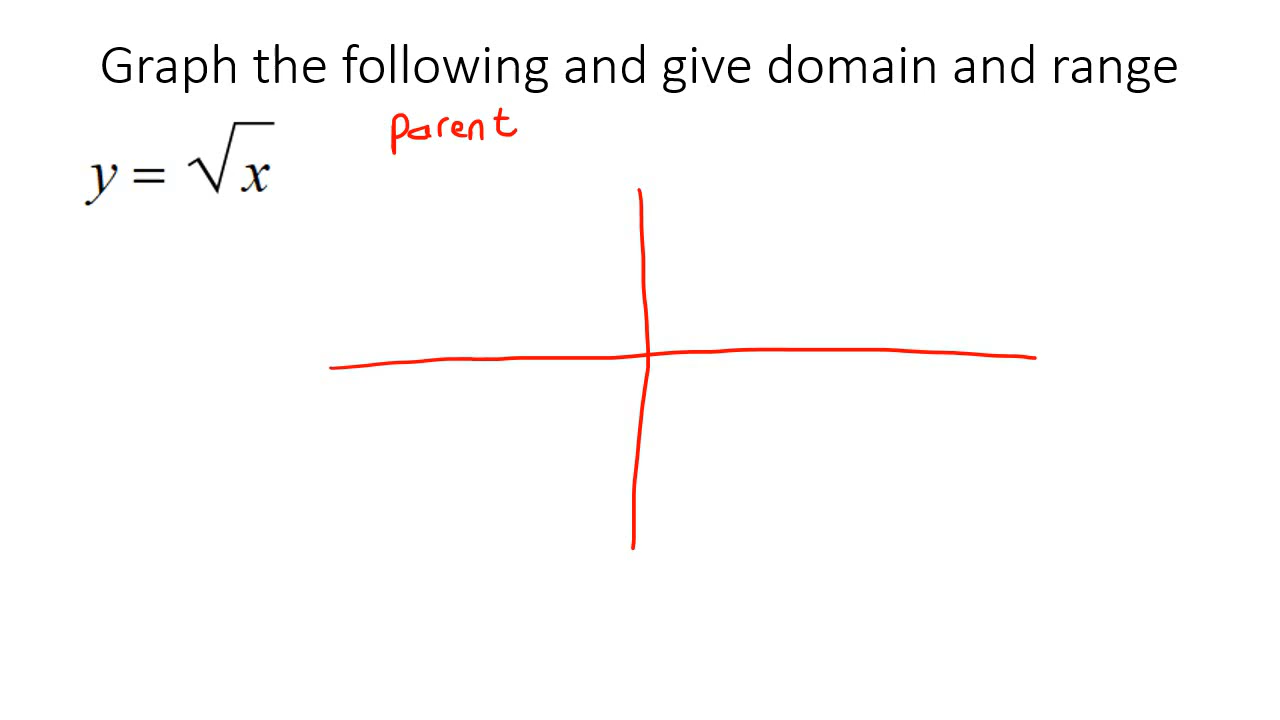 Graph the following and give domain and range
parent
y = √x